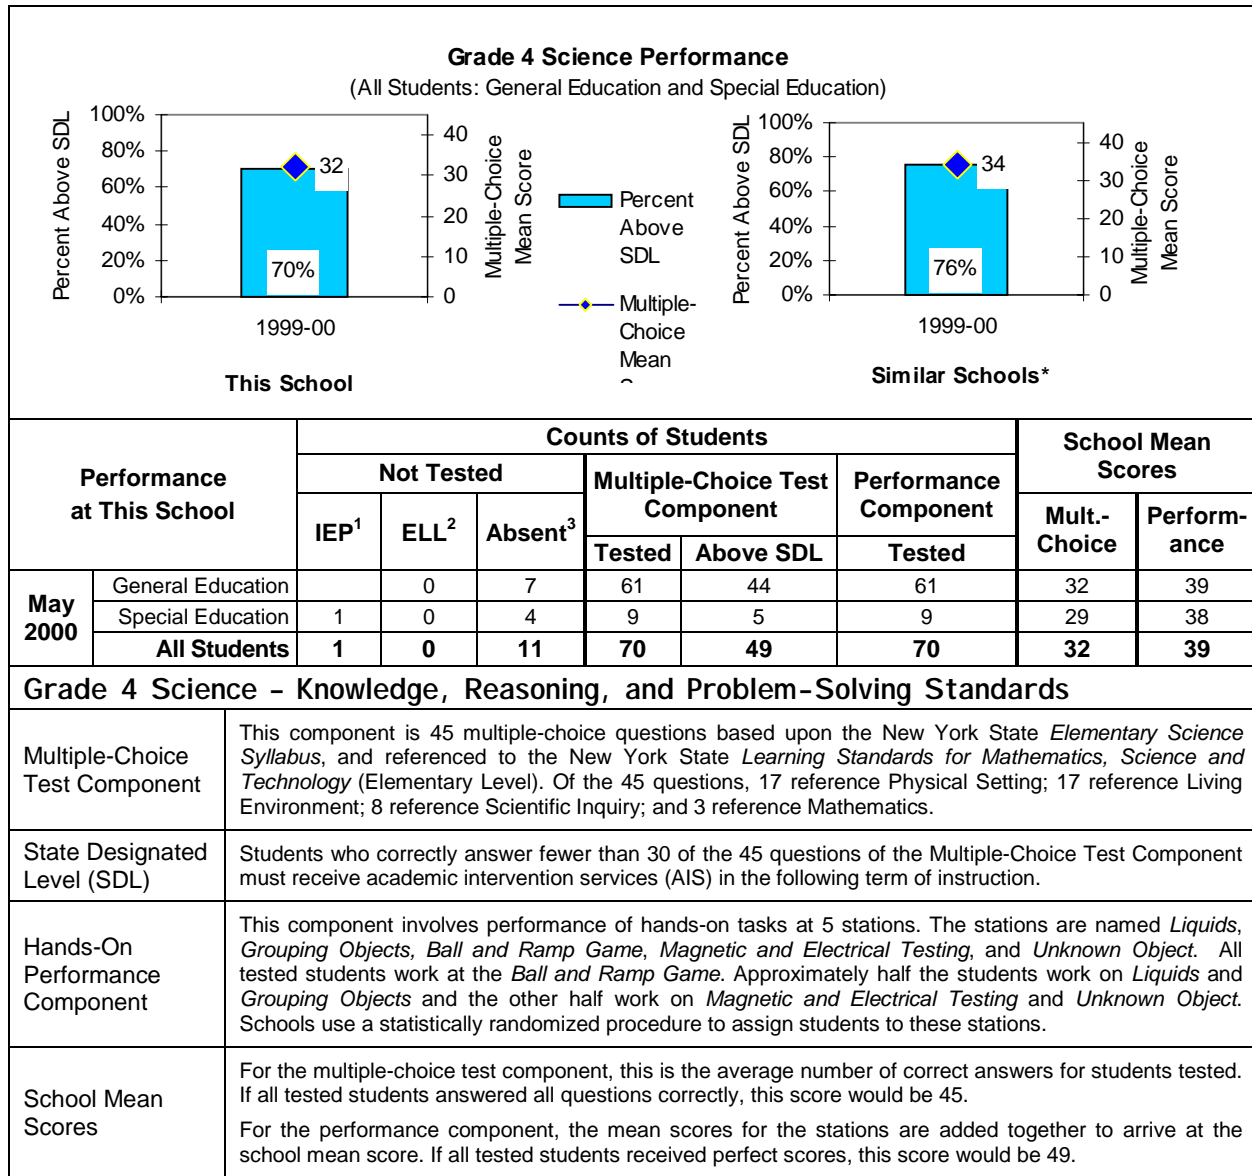 Grade 4 Science Performance
(All Students: General Education and Special Education)
Percent Above SDL
100%
80%
60%
40%
20%
0%
32
70%
40
30
20
10
0
Multiple-Choice
Mean Score
1999-00
This School
Percent
Above
SDL
Multiple-
Choice
Mean
Percent Above SDL
100%
80%
60%
40%
20%
0%
34
76%
40
30
20
10
0
Multiple-Choice
Mean Score
1999-00
Similar Schools*
Performance
at This School
Counts of Students
School Mean
Scores
Not Tested
Multiple-Choice Test
Component
Performance
Component
IEP1 ELL2 Absent3
Tested Above SDL Tested
Mult.-
Choice
Perform-
ance
May
2000
General Education 0 7 61 44 61 32 39
Special Education 1 0 4 9 5 9 29 38
All Students 1 0 11 70 49 70 32 39
Grade 4 Science – Knowledge, Reasoning, and Problem-Solving Standards
Multiple-Choice
Test Component
This component is 45 multiple-choice questions based upon the New York State Elementary Science
Syllabus, and referenced to the New York State Learning Standards for Mathematics, Science and
Technology (Elementary Level). Of the 45 questions, 17 reference Physical Setting; 17 reference Living
Environment; 8 reference Scientific Inquiry; and 3 reference Mathematics.
State Designated
Level (SDL)
Students who correctly answer fewer than 30 of the 45 questions of the Multiple-Choice Test Component
must receive academic intervention services (AIS) in the following term of instruction.
Hands-On
Performance
Component
This component involves performance of hands-on tasks at 5 stations. The stations are named Liquids,
Grouping Objects, Ball and Ramp Game, Magnetic and Electrical Testing, and Unknown Object. All
tested students work at the Ball and Ramp Game. Approximately half the students work on Liquids and
Grouping Objects and the other half work on Magnetic and Electrical Testing and Unknown Object.
Schools use a statistically randomized procedure to assign students to these stations.
School Mean
Scores
For the multiple-choice test component, this is the average number of correct answers for students tested.
If all tested students answered all questions correctly, this score would be 45.
For the performance component, the mean scores for the stations are added together to arrive at the
school mean score. If all tested students received perfect scores, this score would be 49.